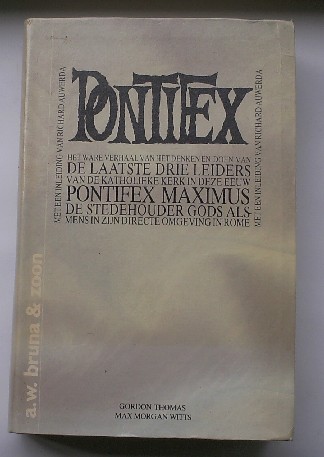 PONTIFEX
HET WARE VERHAAL VAN HET DENKEN EN DOEN VAN
DE LAATSTE DRIE LEIDERS
VAN DE KATHOLIEKE KERK IN DEZE EEUW
PONTIFEX MAXIMUS
DE STEDEHOUDER GODS ALS
MENS IN ZIJN DIRECTE OMGEVING IN ROME
MET EEN INLEIDING VAN RICHARD AUWERDA
MET EEN INLEIDING VAN RICHARD AUWERDA
a.w. bruna & zoon
GORDON THOMAS
MAX MORGAN WITTS